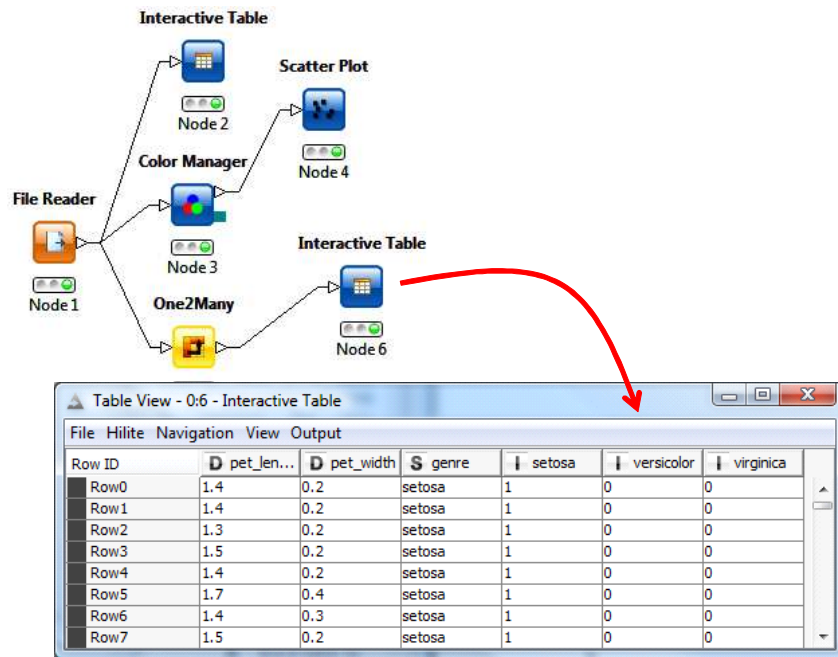 Interactive Table
Node 2
Scatter Plot
Node 4
Color Manager
Node 3
File Reader
Node 1
Interactive Table
Node 6
One2Many
Table View - 0:6 - Interactive Table
File Hilite Navigation View Output
Row ID D pet_len... D pet_width S genre I setosa I versicolor I virginica
Row0 1.4 0.2 setosa 1 0 0
Row1 1.4 0.2 setosa 1 0 0
Row2 1.3 0.2 setosa 1 0 0
Row3 1.5 0.2 setosa 1 0 0
Row4 1.4 0.2 setosa 1 0 0
Row5 1.7 0.4 setosa 1 0 0
Row6 1.4 0.3 setosa 1 0 0
Row7 1.5 0.2 setosa 1 0 0